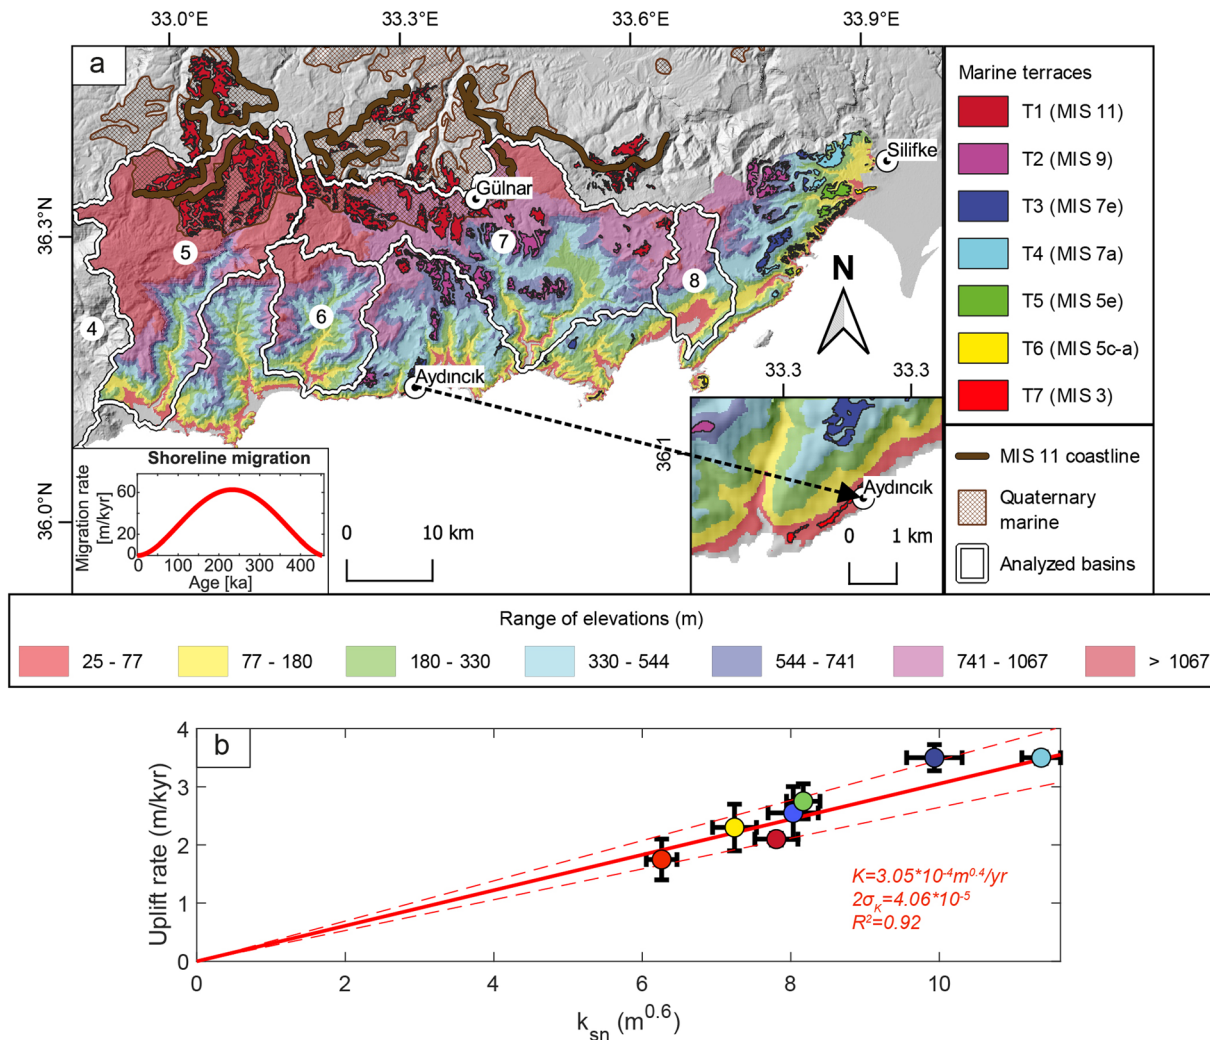 33.0°E 33.3°E 33.6°E 33.9°E
a
36.3°N
36.0°N
Silifke
Gülnar
5
7
8
6
4
N
Aydıncık
33.3 33.3
36.1
Aydıncık
0 1 km
0 10 km
Shoreline migration
Migration rate
[m/kyr]
60
20
0
0 100 200 300 400
Age [ka]
Marine terraces
T1 (MIS 11)
T2 (MIS 9)
T3 (MIS 7e)
T4 (MIS 7a)
T5 (MIS 5e)
T6 (MIS 5c-a)
T7 (MIS 3)
MIS 11 coastline
Quaternary
marine
Analyzed basins
Range of elevations (m)
25 - 77 77 - 180 180 - 330 330 - 544 544 - 741 741 - 1067 > 1067
b
Uplift rate (m/kyr)
4
3
2
1
0
K=3.05*10-4m0.4/yr
2σK=4.06*10-5
R2=0.92
0 2 4 6 8 10
ksn (m0.6)